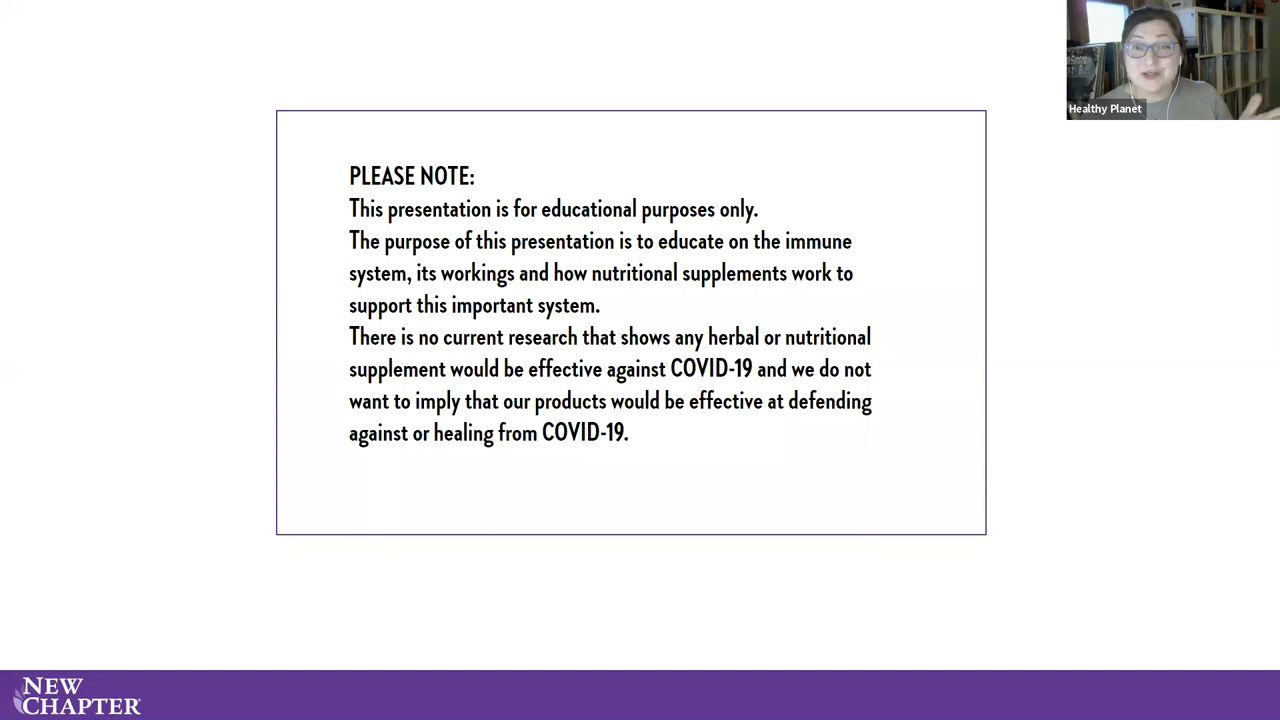 Healthy Planet
PLEASE NOTE:
This presentation is for educational purposes only.
The purpose of this presentation is to educate on the immune
system, its workings and how nutritional supplements work to
support this important system.
There is no current research that shows any herbal or nutritional
supplement would be effective against COVID-19 and we do not
want to imply that our products would be effective at defending
against or healing from COVID-19.
NEW
CHAPTER